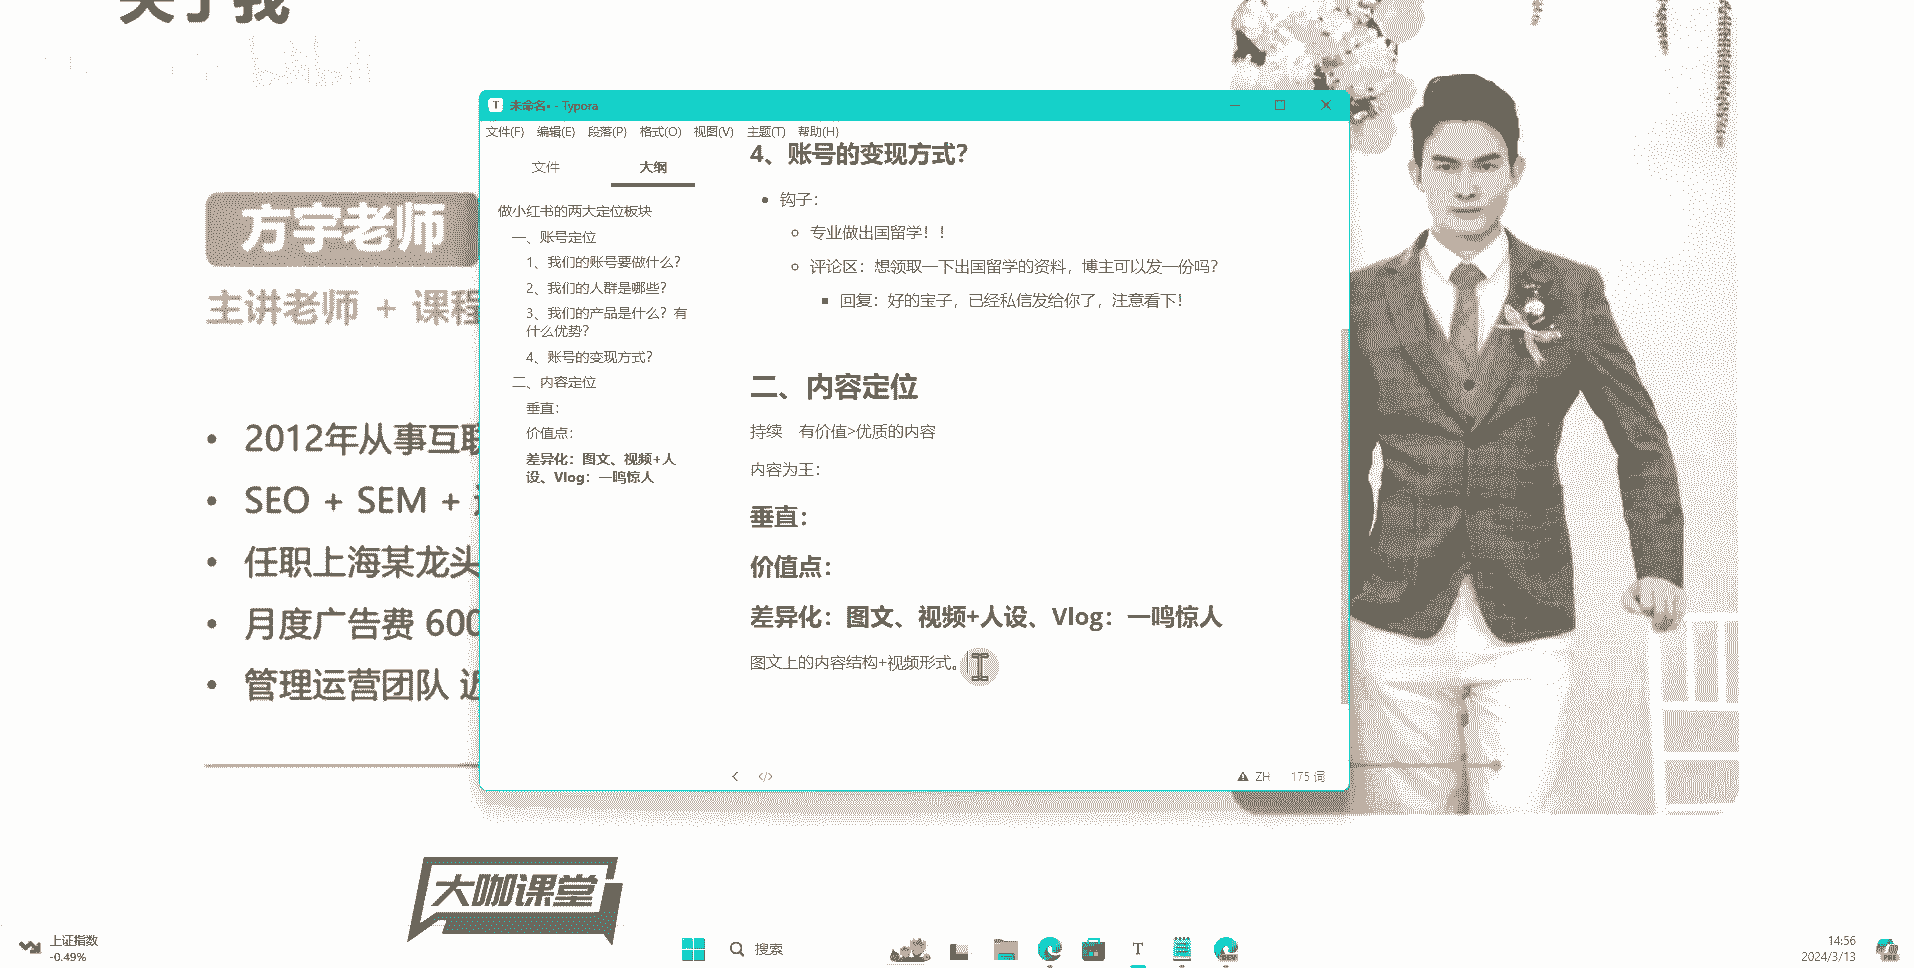 关于我
bilibili
方宇老师
主讲老师 + 课程
2012年从事互联
SEO + SEM +
任职上海某龙头
月度广告费 600
管理运营团队 近
未命名• - Typora
文件(F) 编辑(E) 段落(P) 格式(O) 视图(V) 主题(T) 帮助(H)
文件 大纲
做小红书的两大定位板块
一、账号定位
1、我们的账号要做什么？
2、我们的人群是哪些？
3、我们的产品是什么？有
什么优势？
4、账号的变现方式？
二、内容定位
垂直：
价值点：
差异化：图文、视频+人
设、Vlog：一鸣惊人
4、账号的变现方式？
钩子：
专业做出国留学！！
评论区：想领取一下出国留学的资料，博主可以发一份吗？
回复：好的宝子，已经私信发给你了，注意看下！
二、内容定位
持续 有价值>优质的内容
内容为王：
垂直：
价值点：
差异化：图文、视频+人设、Vlog：一鸣惊人
图文上的内容结构+视频形式。
ZH 175 词
大咖课堂
上证指数
-0.49%
搜索
14:56
2024/3/13